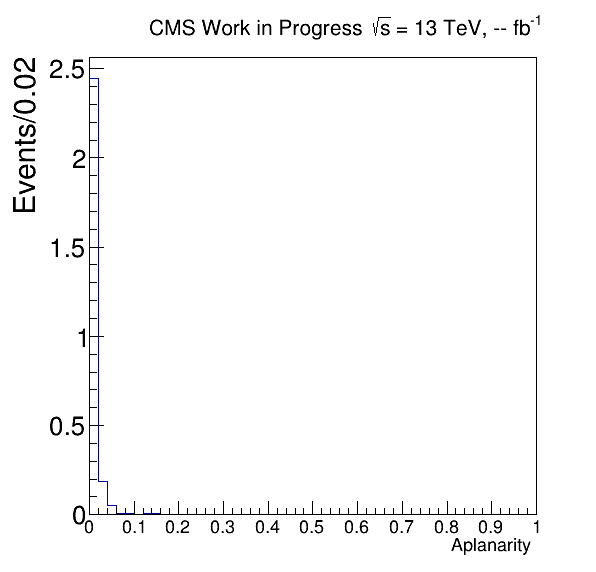 CMS Work in Progress √s = 13 TeV, -- fb-1
Events/0.02
2.5
2
1.5
1
0.5
0
0 0.1 0.2 0.3 0.4 0.5 0.6 0.7 0.8 0.9 1
Aplanarity